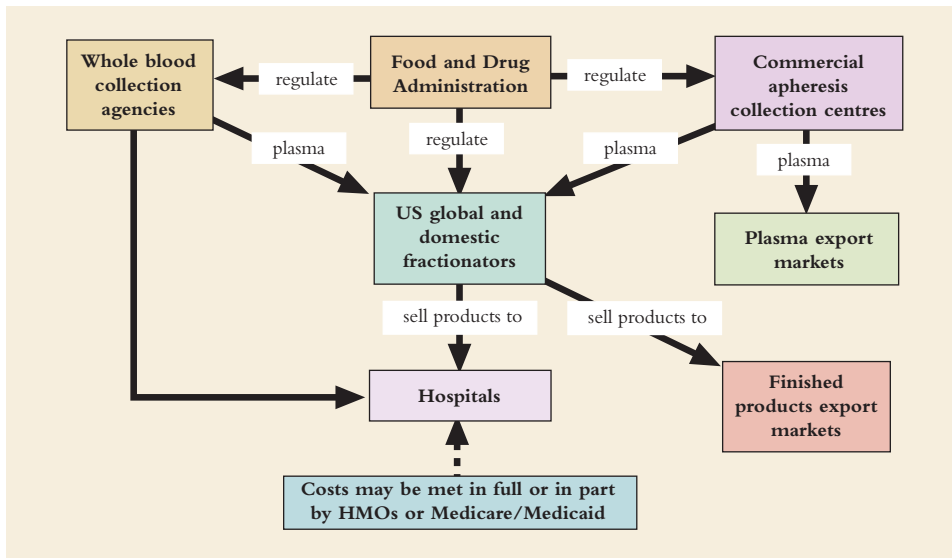 Whole blood
collection
agencies
regulate
Food and Drug
Administration
regulate
Commercial
apheresis
collection centres
plasma
regulate
plasma
plasma
US global and
domestic
fractionators
Plasma export
markets
sell products to
sell products to
Hospitals
Finished
products export
markets
Costs may be met in full or in part
by HMOs or Medicare/Medicaid